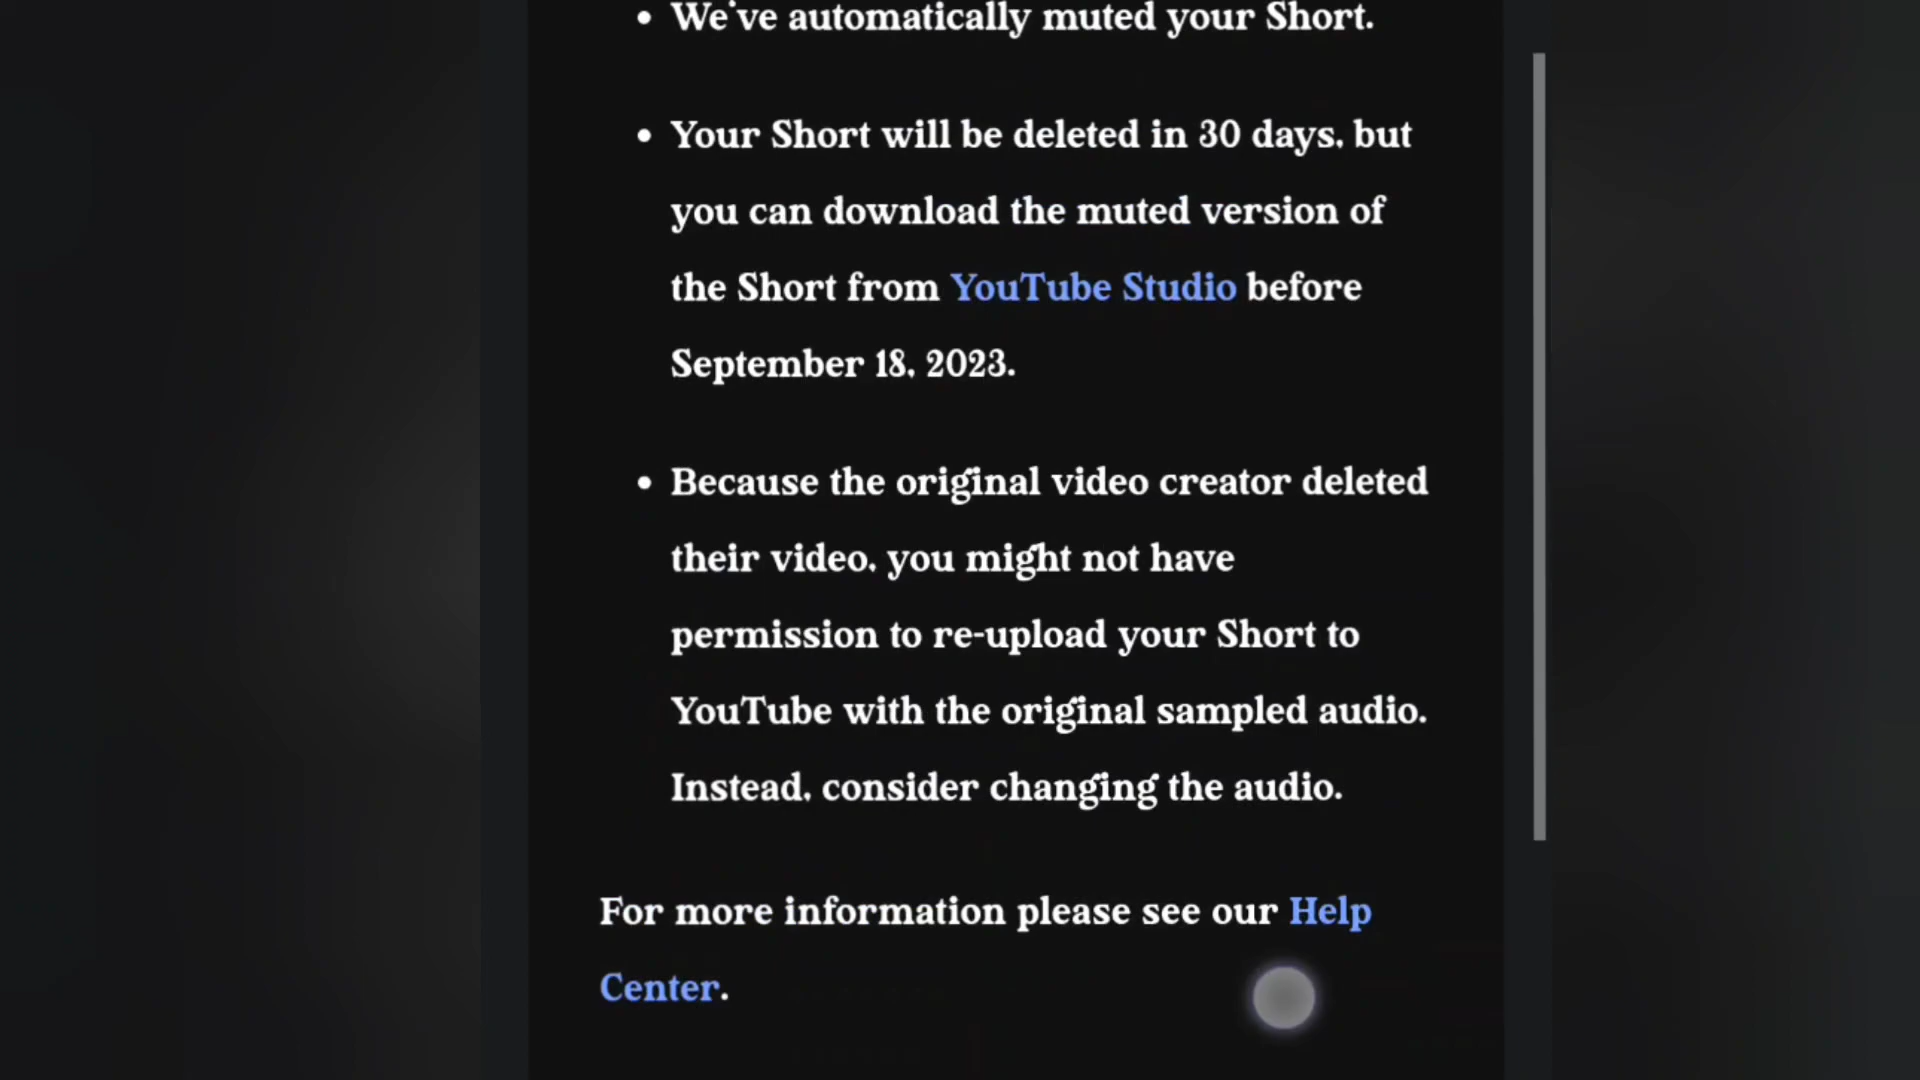 • We've automatically muted your Short.
• Your Short will be deleted in 30 days, but
you can download the muted version of
the Short from YouTube Studio before
September 18, 2023.
• Because the original video creator deleted
their video, you might not have
permission to re-upload your Short to
YouTube with the original sampled audio.
Instead, consider changing the audio.
For more information please see our Help
Center.